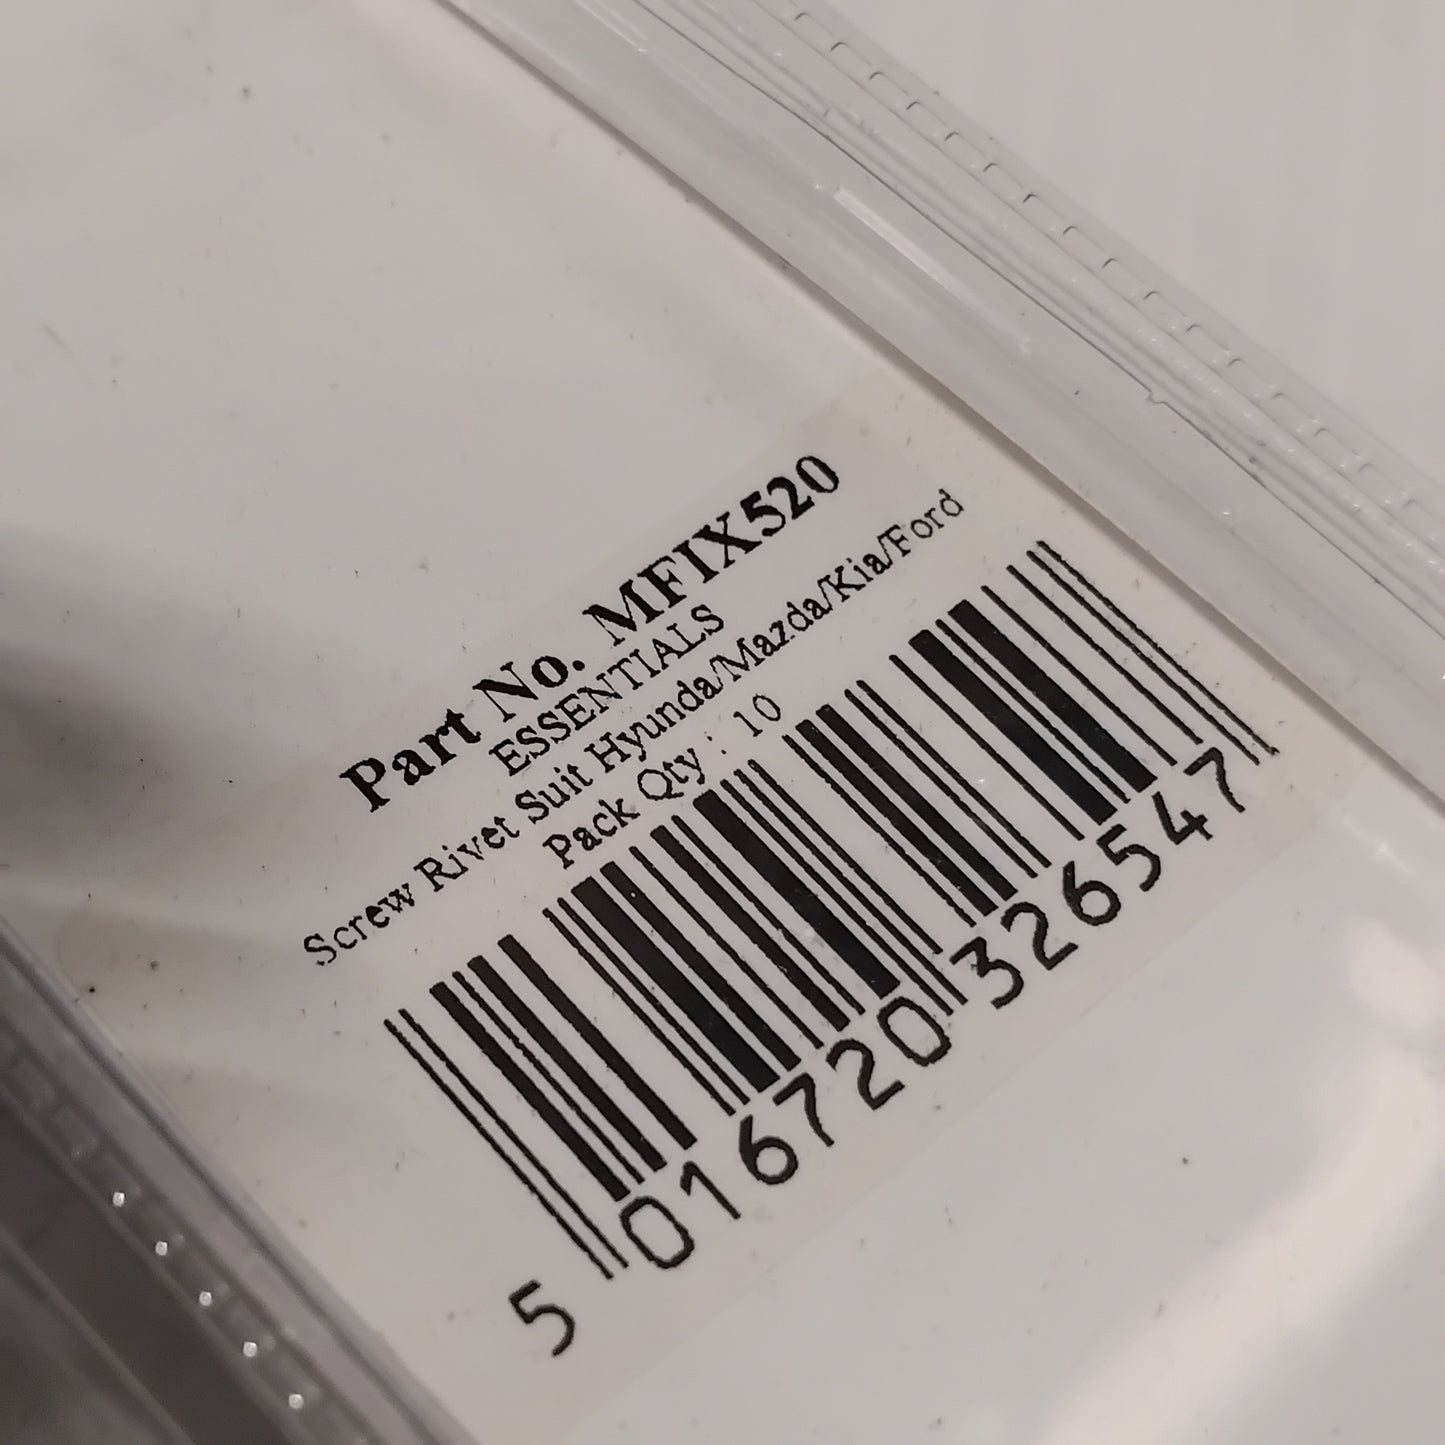 Part No. MFIX520
ESSENTIALS
Screw Rivet Suit Hyunda/Mazda/Kia/Ford
Pack Qty : 10
5 016720 326547